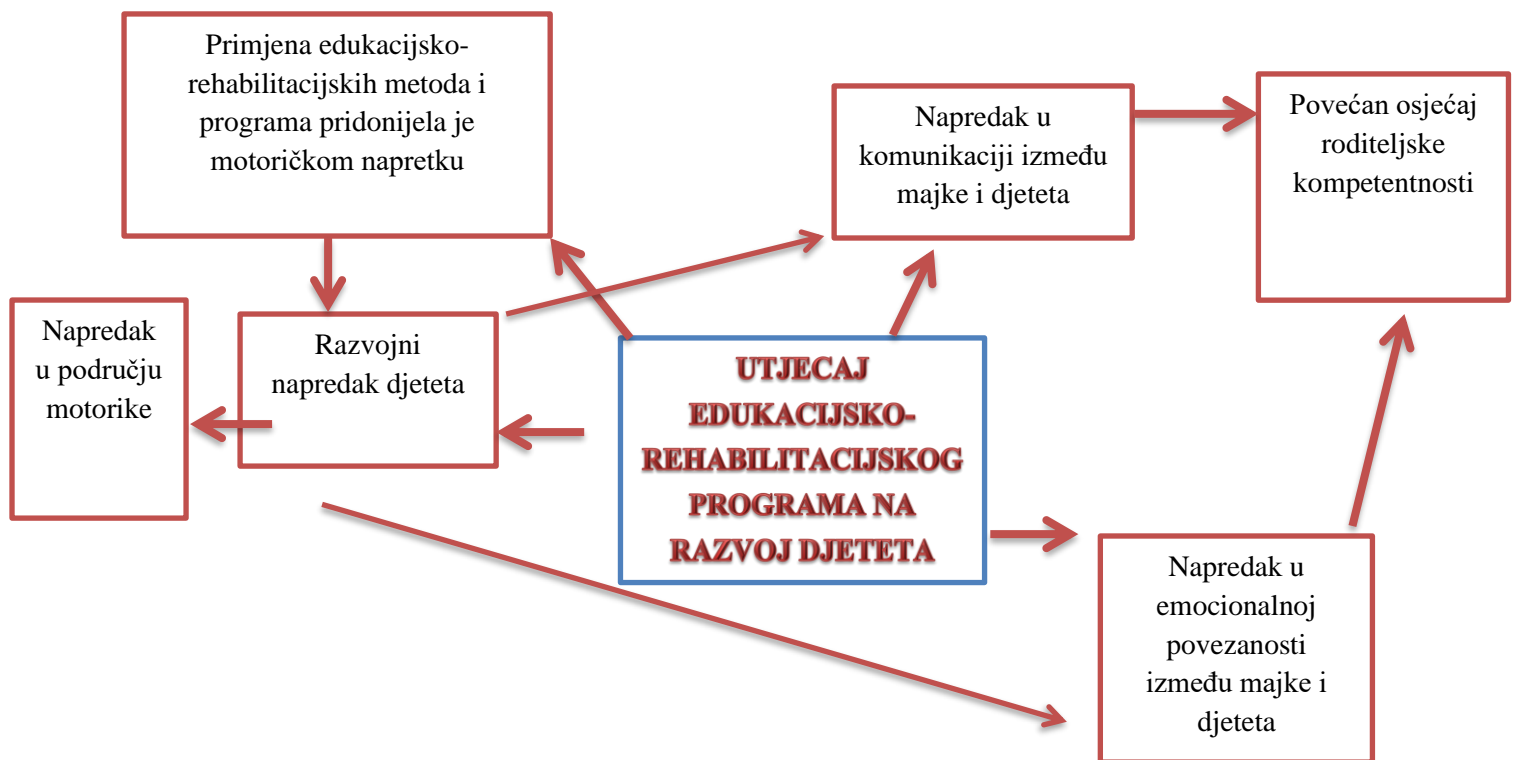 Primjena edukacijsko-
rehabilitacijskih metoda i
programa pridonijela je
motoričkom napretku
Napredak u
komunikaciji između
majke i djeteta
Povećan osjećaj
roditeljske
kompetentnosti
Napredak
u području
motorike
Razvojni
napredak djeteta
UTJECAJ
EDUKACIJSKO-
REHABILITACIJSKOG
PROGRAMA NA
RAZVOJ DJETETA
Napredak u
emocionalnoj
povezanosti
između majke i
djeteta